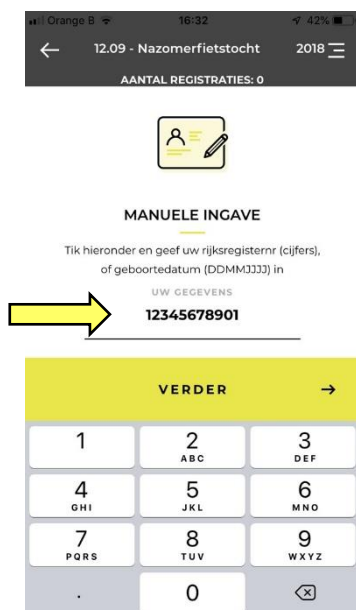 Orange B 16:32 42%
12.09 - Nazomerfietstocht 2018
AANTAL REGISTRATIES: 0
MANUELE INGAVE
Tik hieronder en geef uw rijksregisternr (cijfers),
of geboortedatum (DDMMJJJJ) in
UW GEGEVENS
12345678901
VERDER →
1 2 3
ABC DEF
4 5 6
GHI JKL MNO
7 8 9
PQRS TUV WXYZ
. 0